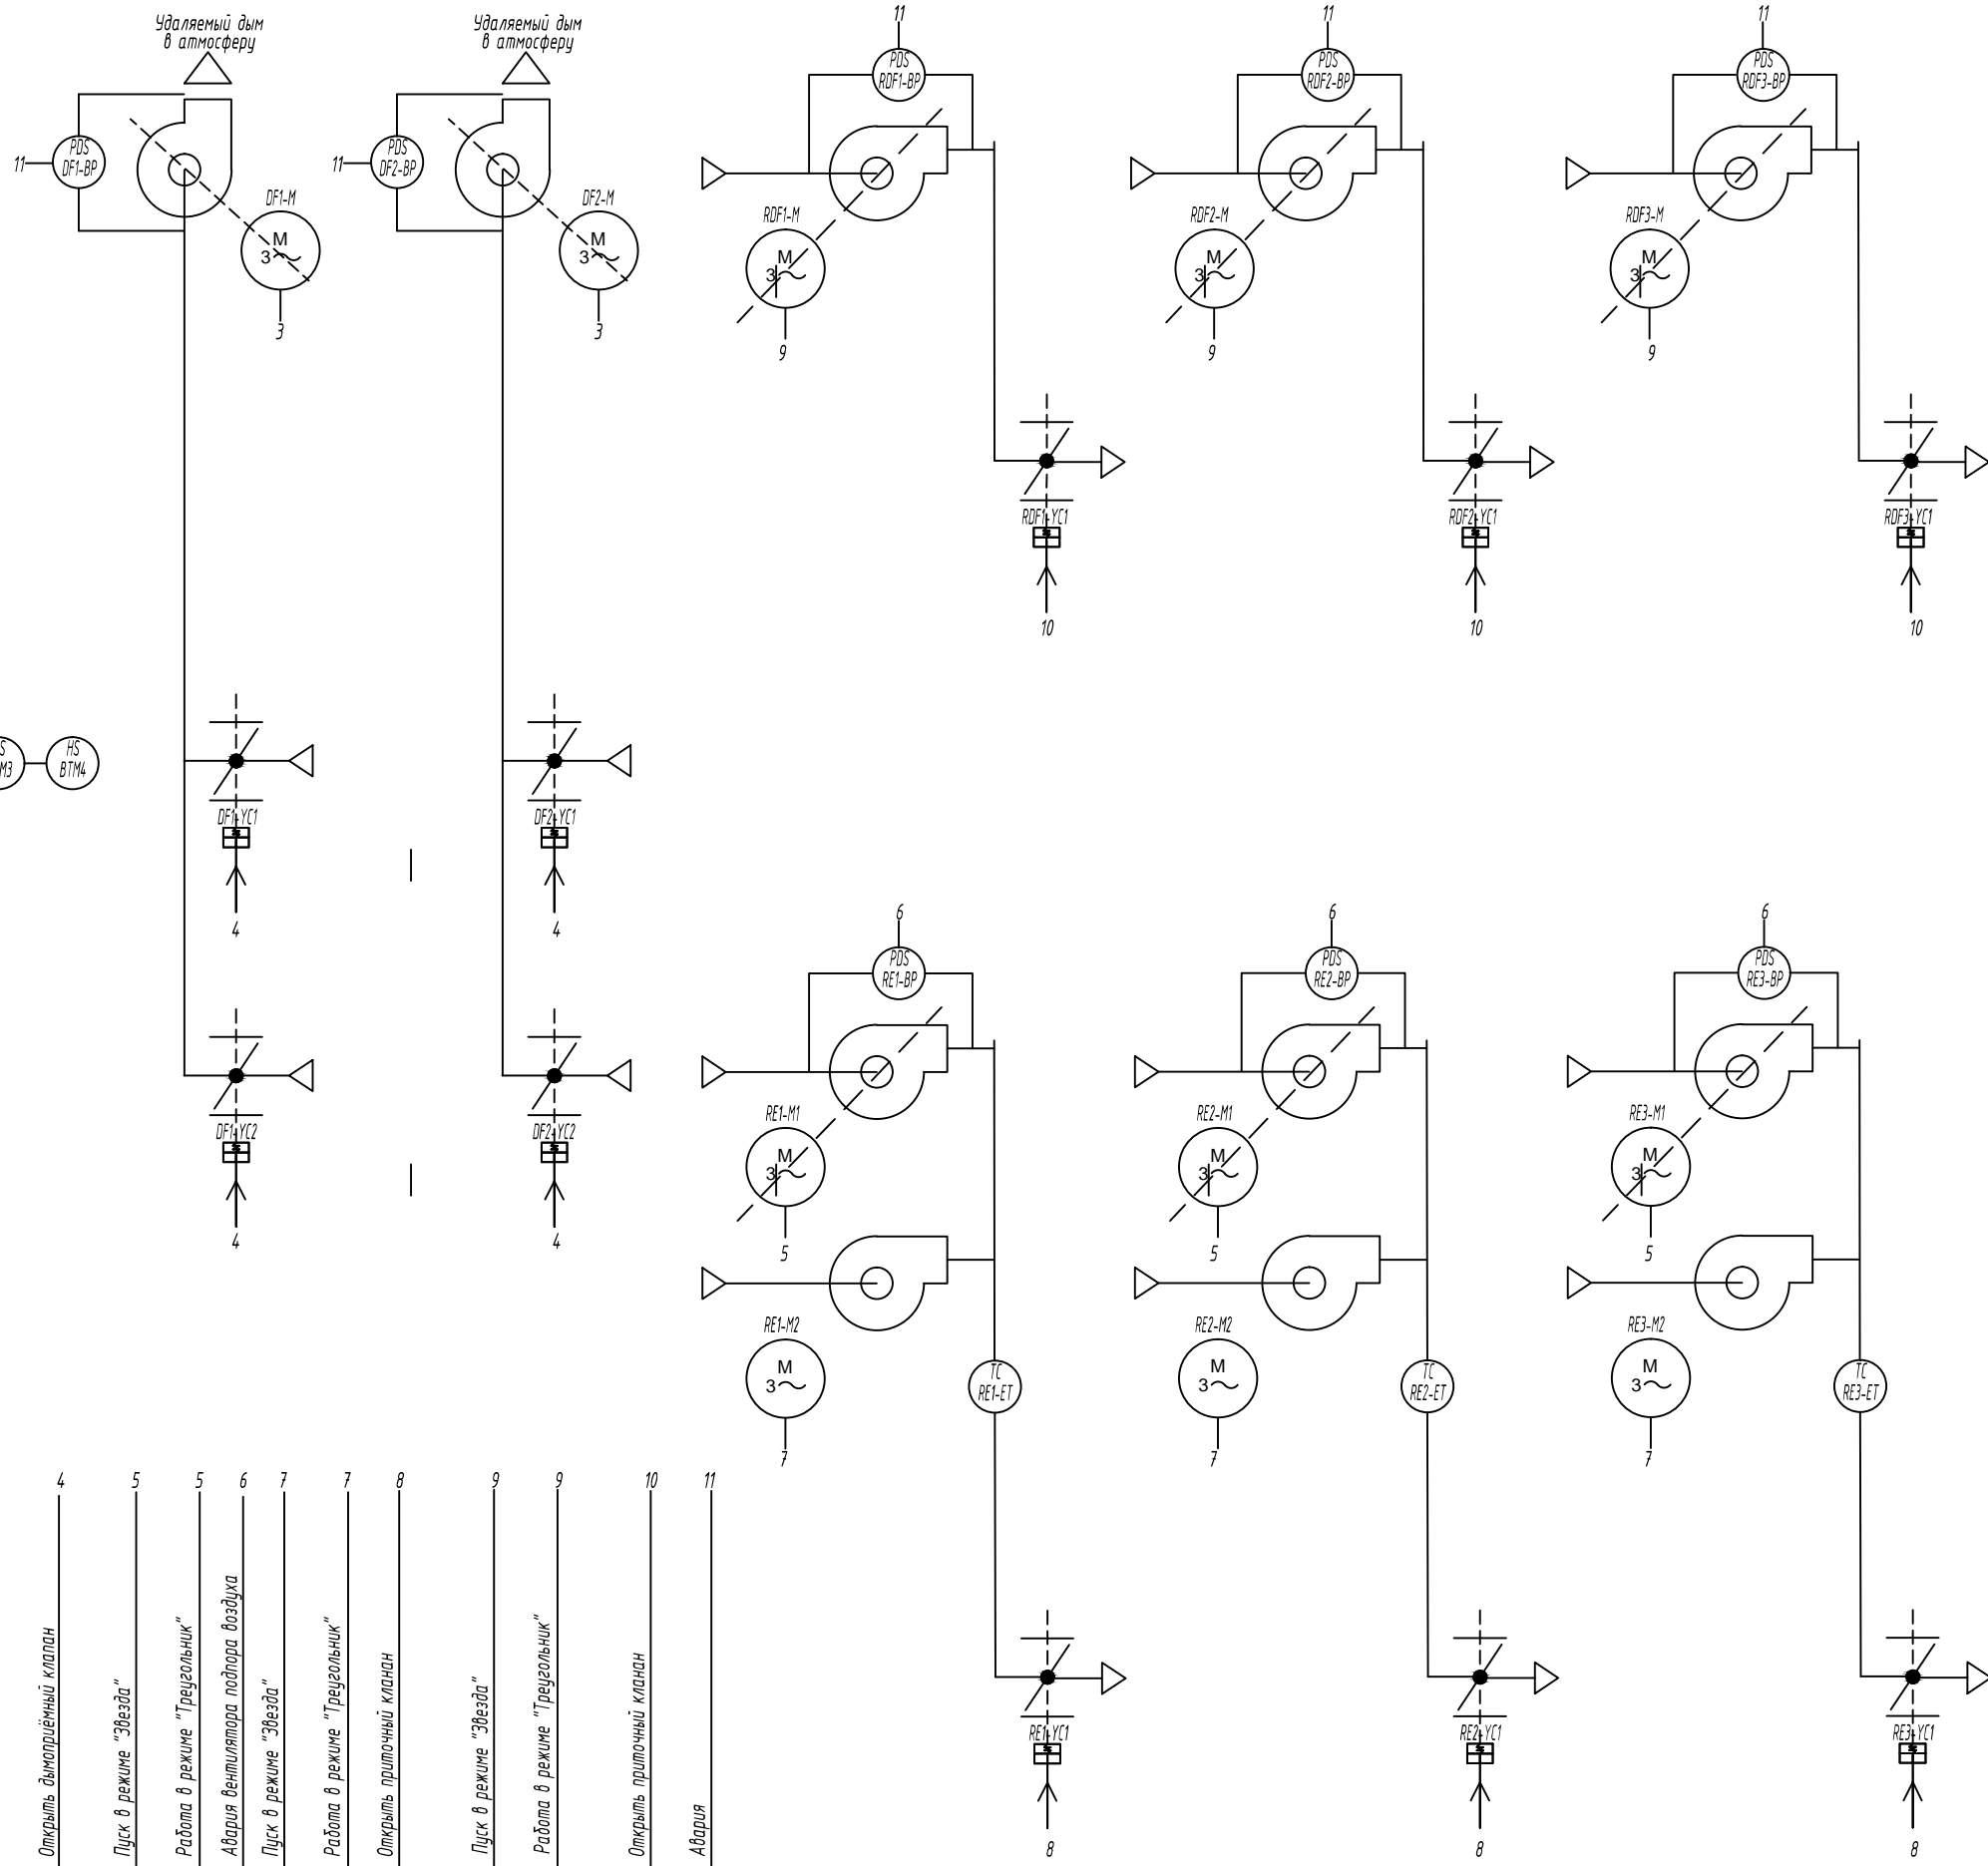 Удаляемый дым
в атмосферу
Удаляемый дым
в атмосферу
11
11
11
PDS
RDF1-BP
PDS
RDF2-BP
PDS
RDF3-BP
11
PDS
DF1-BP
11
PDS
DF2-BP
DF1-M
M
3
3
DF2-M
M
3
3
RDF1-M
M
3
9
RDF2-M
M
3
9
RDF3-M
M
3
9
RDF1-YC1
10
RDF2-YC1
10
RDF3-YC1
10
HS
BTM4
DF1-YC1
4
DF2-YC1
4
6
PDS
RE1-BP
6
PDS
RE2-BP
6
PDS
RE3-BP
DF1-YC2
4
DF2-YC2
4
RE1-M1
M
3
5
RE2-M1
M
3
5
RE3-M1
M
3
5
RE1-M2
M
3
7
RE2-M2
M
3
7
RE3-M2
M
3
7
TC
RE1-ET
TC
RE2-ET
TC
RE3-ET
4
5
5
6
7
7
8
9
9
10
11
Открыть дымоприёмный клапан
Пуск в режиме "Звезда"
Работа в режиме "Треугольник"
Авария вентилятора подпора воздуха
Пуск в режиме "Звезда"
Работа в режиме "Треугольник"
Открыть приточный кланан
Пуск в режиме "Звезда"
Работа в режиме "Треугольник"
Открыть приточный кланан
Авария
RE1-YC1
8
RE2-YC1
8
RE3-YC1
8